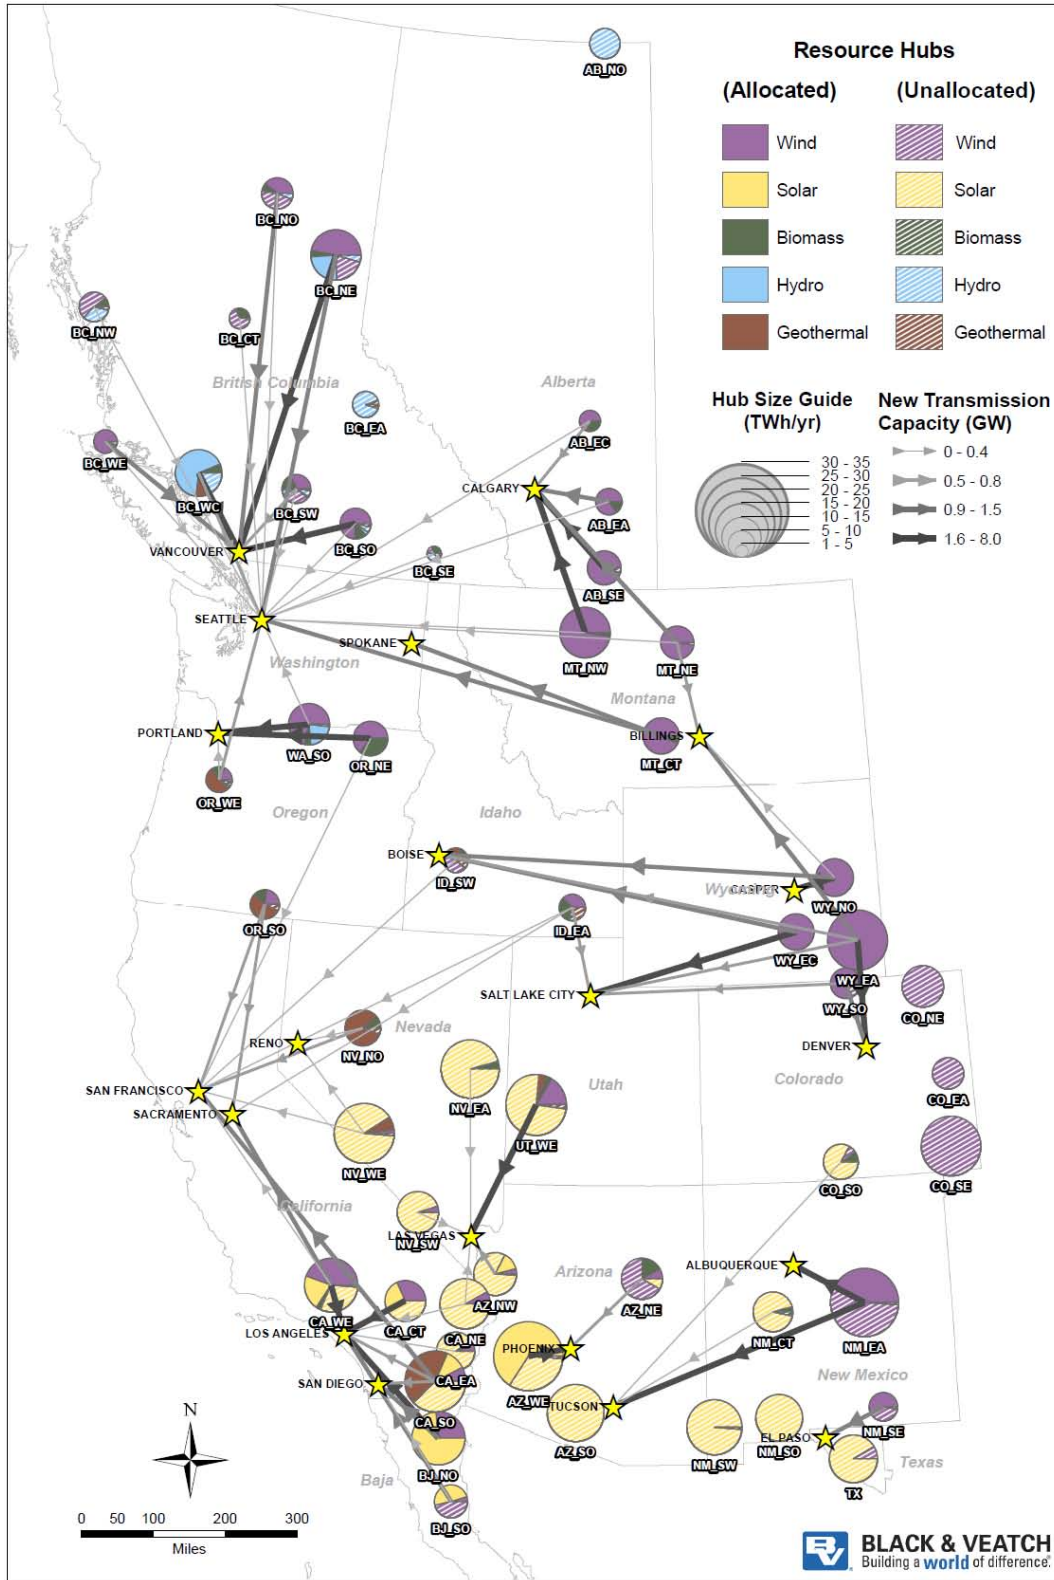 Resource Hubs
(Allocated) (Unallocated)
Wind Wind
Solar Solar
Biomass Biomass
Hydro Hydro
Geothermal Geothermal
Hub Size Guide
(TWh/yr)
30 - 35
25 - 30
20 - 25
15 - 20
10 - 15
5 - 10
1 - 5
New Transmission
Capacity (GW)
0 - 0.4
0.5 - 0.8
0.9 - 1.5
1.6 - 8.0
AB_NO
BC_NO
BC_NE
BC_NW
BC_CT
British Columbia
Alberta
BC_EA
AB_EC
BC_WE
CALGARY
BC_WC
BC_SW
AB_EA
BC_SO
VANCOUVER
BC_SE
AB_SE
SEATTLE
SPOKANE
Washington
MT_NW
MT_NE
Montana
PORTLAND
WA_SO
OR_NE
MT_CT
BILLINGS
OR_WE
Oregon
Idaho
BOISE
ID_SW
Wyoming
CASPER
WY_NO
OR_SO
ID_EA
WY_EC
WY_EA
SALT LAKE CITY
WY_SO
CO_NE
NV_NO
Nevada
RENO
DENVER
Utah
Colorado
SAN FRANCISCO
SACRAMENTO
NV_EA
CO_EA
UT_WE
NV_WE
CO_SO
CO_SE
California
NV_SW
LAS VEGAS
ALBUQUERQUE
Arizona
AZ_NW
AZ_NE
CA_WE
CA_CT
LOS ANGELES
CA_NE
NM_CT
NM_EA
PHOENIX
CA_EA
SAN DIEGO
AZ_WE
New Mexico
CA_SO
TUCSON
NM_SE
AZ_SO
NM_SW
NM_SO
EL PASO
Texas
BJ_NO
Baja
TX
BJ_SO
N
0 50 100 200 300
Miles
BV
BLACK & VEATCH
Building a world of difference.